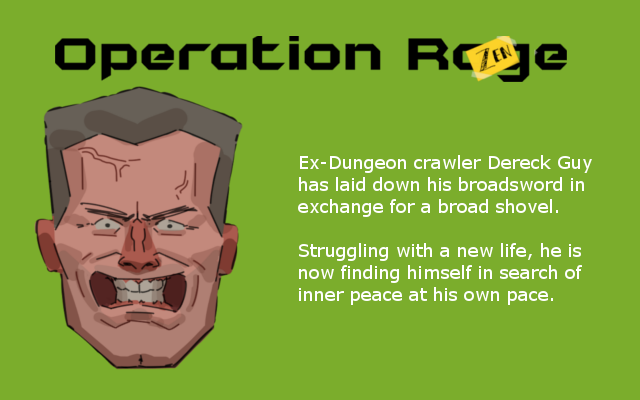 Operation Rage
ZEN
Ex-Dungeon crawler Dereck Guy
has laid down his broadsword in
exchange for a broad shovel.
Struggling with a new life, he is
now finding himself in search of
inner peace at his own pace.